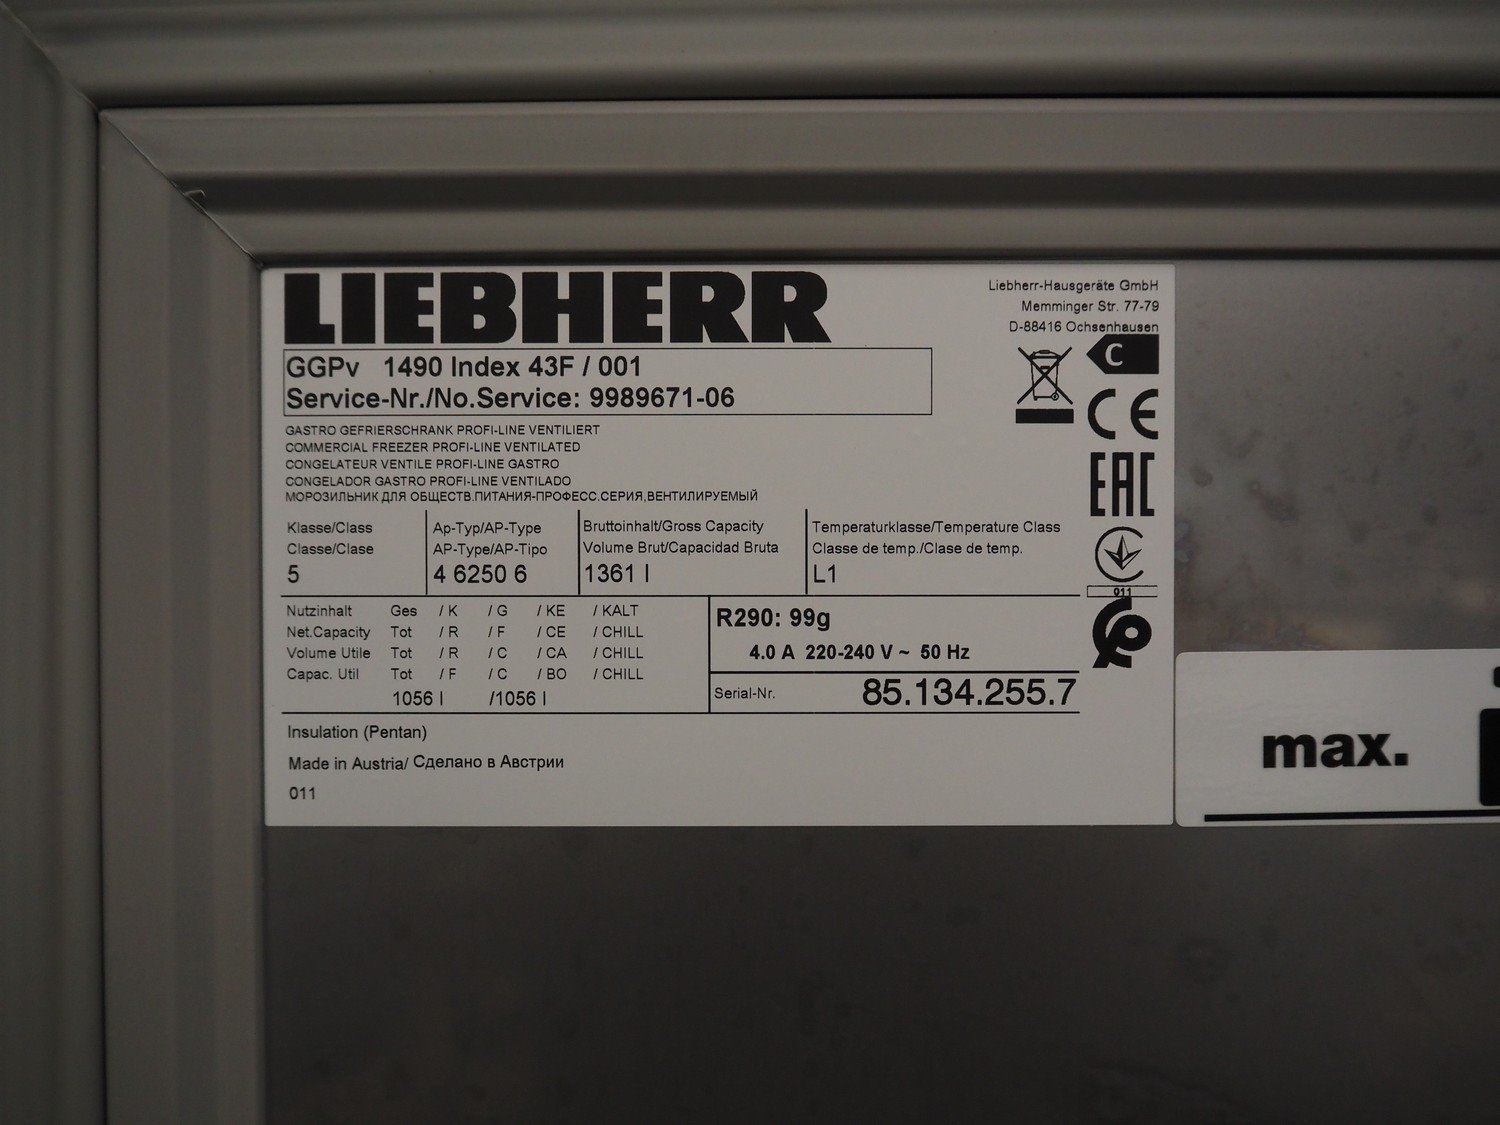 LIEBHERR
Liebherr-Hausgeräte GmbH
Memminger Str. 77-79
D-88416 Ochsenhausen
GGPv 1490 Index 43F / 001
Service-Nr./No.Service: 9989671-06
C
CE
EAC
011
GASTRO GEFRIERSCHRANK PROFI-LINE VENTILIERT
COMMERCIAL FREEZER PROFI-LINE VENTILATED
CONGELATEUR VENTILE PROFI-LINE GASTRO
CONGELADOR GASTRO PROFI-LINE VENTILADO
МОРОЗИЛЬНИК ДЛЯ ОБЩЕСТВ.ПИТАНИЯ-ПРОФЕСС.СЕРИЯ,ВЕНТИЛИРУЕМЫЙ
Klasse/Class
Classe/Clase
5
Ap-Typ/AP-Type
AP-Type/AP-Tipo
4 6250 6
Bruttoinhalt/Gross Capacity
Volume Brut/Capacidad Bruta
1361 l
Temperaturklasse/Temperature Class
Classe de temp./Clase de temp.
L1
Nutzinhalt Ges / K / G / KE / KALT
Net.Capacity Tot / R / F / CE / CHILL
Volume Utile Tot / R / C / CA / CHILL
Capac. Util Tot / F / C / BO / CHILL
1056 l /1056 l
R290: 99g
4.0 A 220-240 V ~ 50 Hz
Serial-Nr. 85.134.255.7
Insulation (Pentan)
Made in Austria/ Сделано в Австрии
011
max.